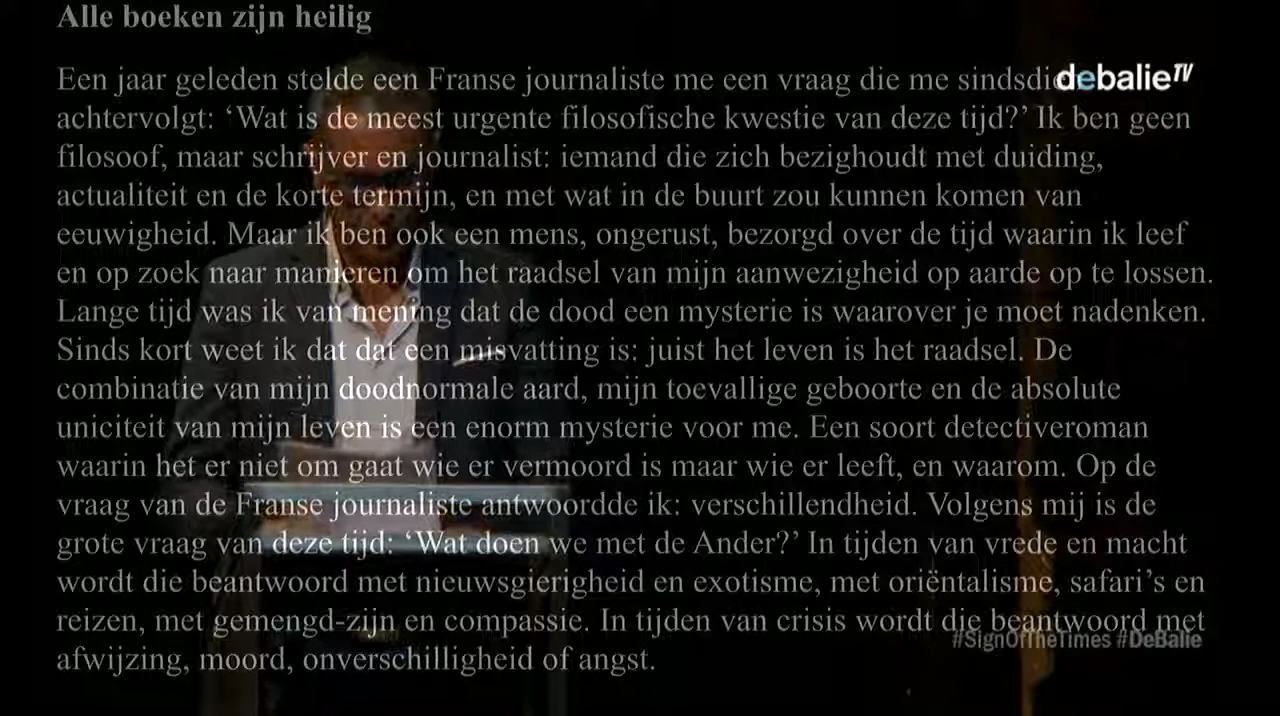 Alle boeken zijn heilig
Een jaar geleden stelde een Franse journaliste me een vraag die me
debalieTV
achtervolgt: ‘Wat is de meest urgente filosofische kwestie van deze tijd?’ Ik ben geen
filosoof, maar schrijver en journalist: iemand die zich bezighoudt met duiding,
actualiteit en de korte termijn, en met wat in de buurt zou kunnen komen van
eeuwigheid. Maar ik ben ook een mens, ongerust, bezorgd over de tijd waarin ik leef
en op zoek naar manieren om het raadsel van mijn aanwezigheid op aarde op te lossen.
Lange tijd was ik van mening dat de dood een mysterie is waarover je moet nadenken.
Sinds kort weet ik dat dat een misvatting is: juist het leven is het raadsel. De
combinatie van mijn doodnormale aard, mijn toevallige geboorte en de absolute
uniciteit van mijn leven is een enorm mysterie voor me. Een soort detectiveroman
waarin het er niet om gaat wie er vermoord is maar wie er leeft, en waarom. Op de
vraag van de Franse journaliste antwoordde ik: verschillendheid. Volgens mij is de
grote vraag van deze tijd: ‘Wat doen we met de Ander?’ In tijden van vrede en macht
wordt die beantwoord met nieuwsgierigheid en exotisme, met oriëntalisme, safari’s en
reizen, met gemengd-zijn en compassie. In tijden van crisis wordt die beantwoord met
#SignOfTheTimes #DeBalie
afwijzing, moord, onverschilligheid of angst.